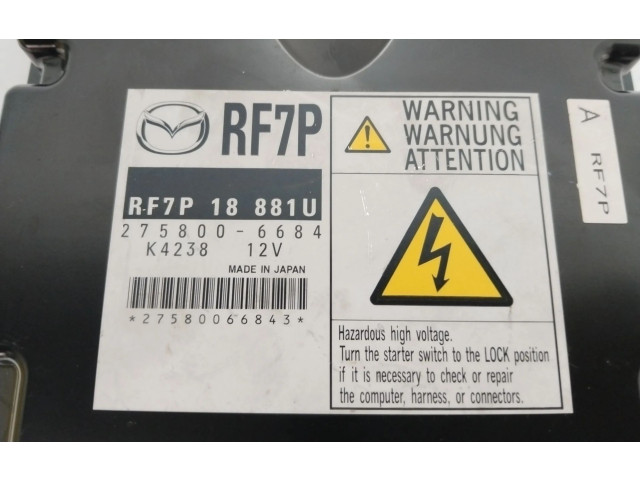 RF7P
RF7P 18 881U
275800-6684
K4238 12V
MADE IN JAPAN
*27580066843*
WARNING
WARNUNG
ATTENTION
Hazardous high voltage.
Turn the starter switch to the LOCK position
if it is necessary to check or repair
the computer, harness, or connectors.
A RF7P